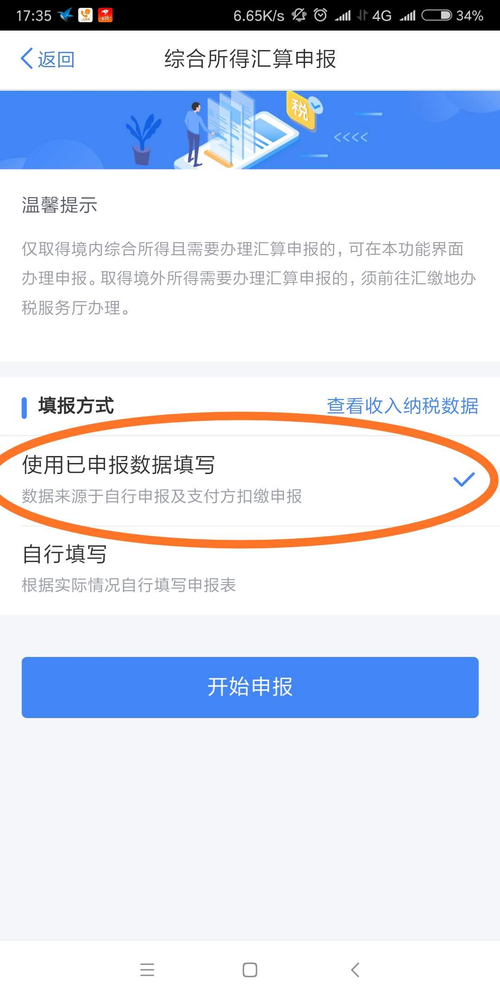 17:35
618
6.65K/s
4G
34%
返回
综合所得汇算申报
税
温馨提示
仅取得境内综合所得且需要办理汇算申报的，可在本功能界面
办理申报。取得境外所得需要办理汇算申报的，须前往汇缴地办
税服务厅办理。
填报方式
查看收入纳税数据
使用已申报数据填写
数据来源于自行申报及支付方扣缴申报
自行填写
根据实际情况自行填写申报表
开始申报